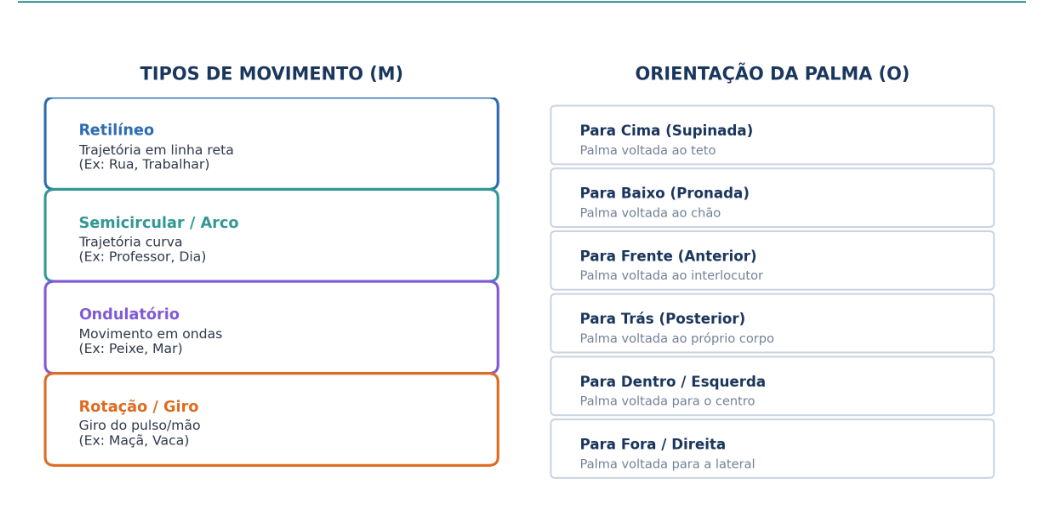 TIPOS DE MOVIMENTO (M)
Retilíneo
Trajetória em linha reta
(Ex: Rua, Trabalhar)
Semicircular / Arco
Trajetória curva
(Ex: Professor, Dia)
Ondulatório
Movimento em ondas
(Ex: Peixe, Mar)
Rotação / Giro
Giro do pulso/mão
(Ex: Maçã, Vaca)
ORIENTAÇÃO DA PALMA (O)
Para Cima (Supinada)
Palma voltada ao teto
Para Baixo (Pronada)
Palma voltada ao chão
Para Frente (Anterior)
Palma voltada ao interlocutor
Para Trás (Posterior)
Palma voltada ao próprio corpo
Para Dentro / Esquerda
Palma voltada para o centro
Para Fora / Direita
Palma voltada para a lateral